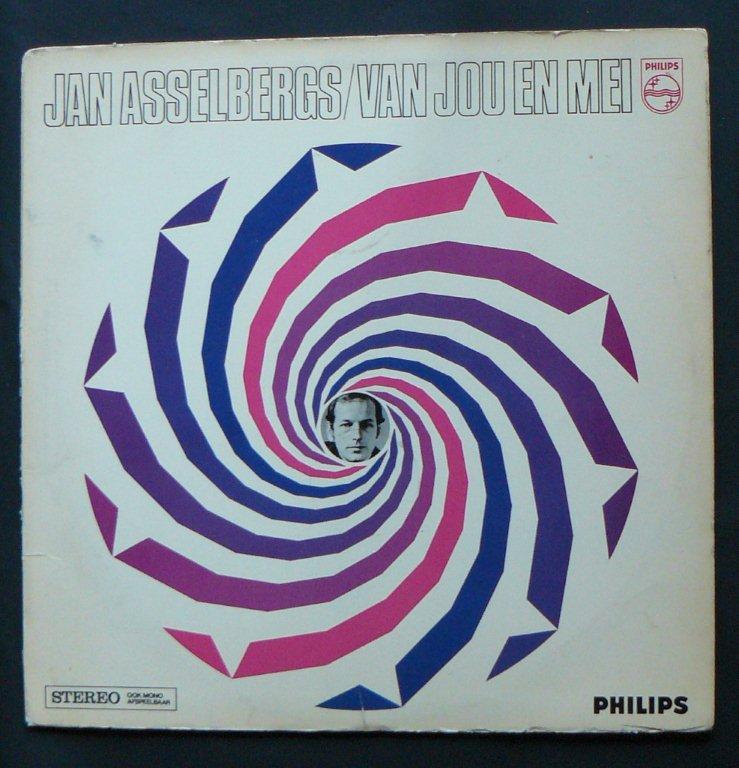 JAN ASSELBERGS/VAN JOU EN MEI
PHILIPS
STEREO
OOK MONO
AFSPEELBAAR
PHILIPS